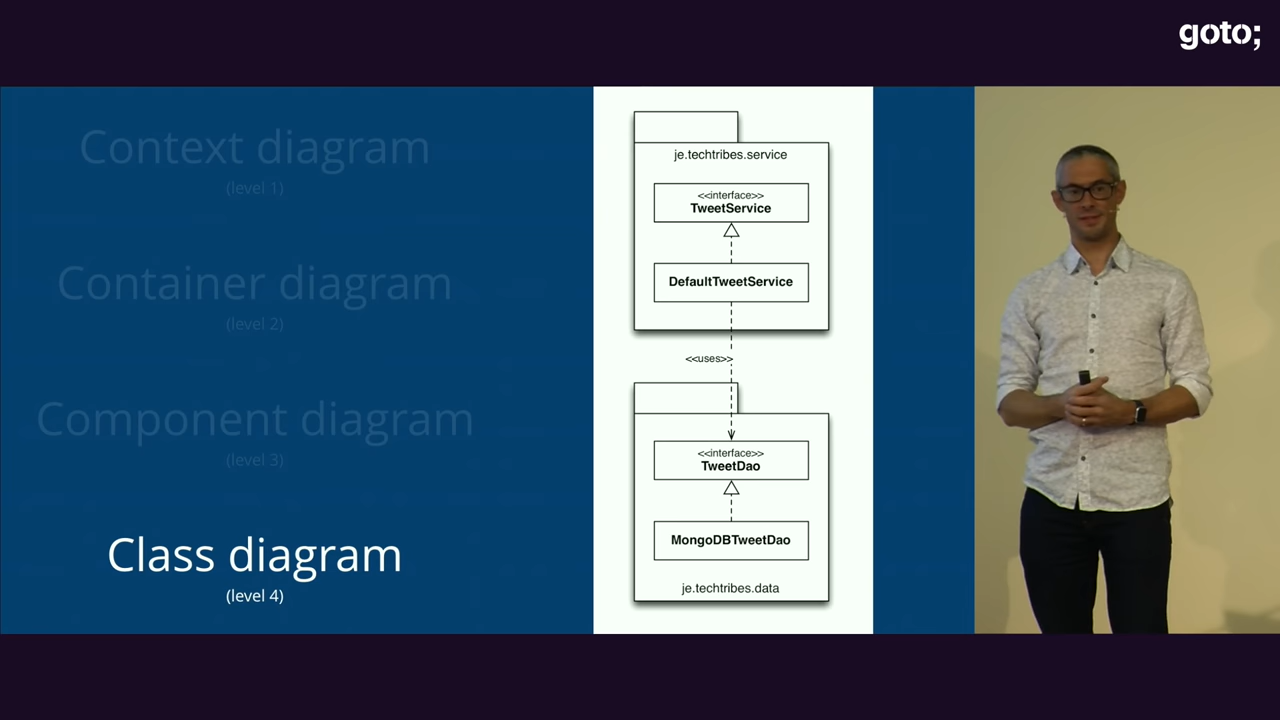 goto;
Context diagram
(level 1)
Container diagram
(level 2)
Component diagram
(level 3)
Class diagram
(level 4)
je.techtribes.service
<<interface>>
TweetService
DefaultTweetService
<<uses>>
<<interface>>
TweetDao
MongoDBTweetDao
je.techtribes.data